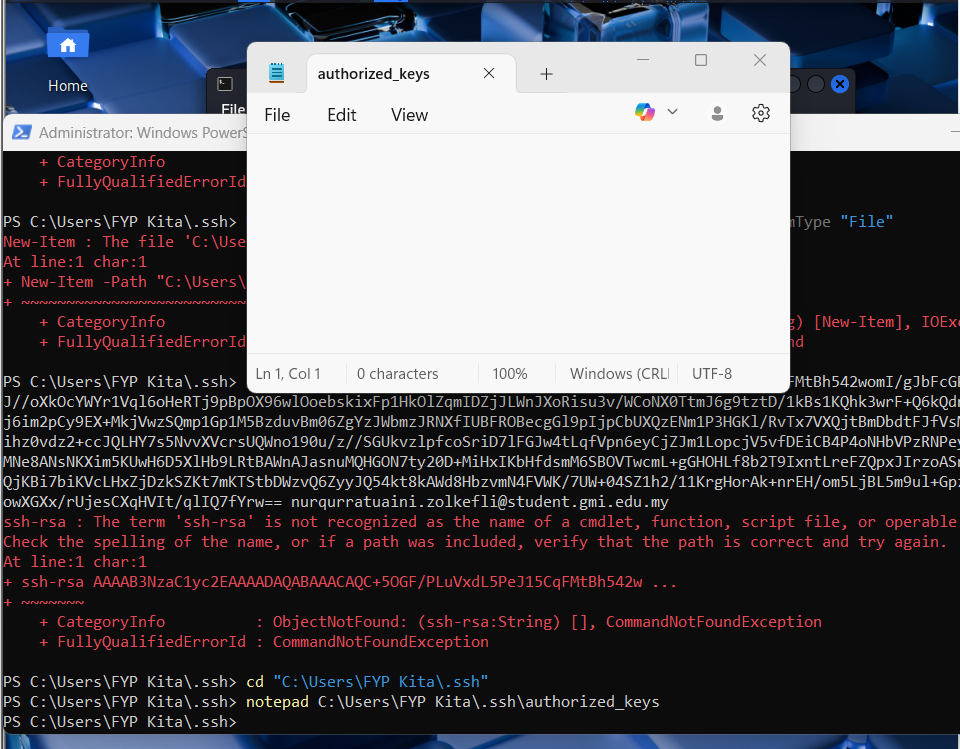 Home
authorized_keys
File
Edit
View
File
Ln 1, Col 1
0 characters
100%
Windows (CRL
UTF-8
Administrator: Windows PowerS
+ CategoryInfo
+ FullyQualifiedErrorId
PS C:\Users\FYP Kita\.ssh> mType "File"
New-Item : The file 'C:\Use
At line:1 char:1
+ New-Item -Path "C:\Users\
+ ~~~~~~~~~~~~~~~~~~~~~~~~~
+ CategoryInfo g) [New-Item], IOExc
+ FullyQualifiedErrorId nd
PS C:\Users\FYP Kita\.ssh> FMtBh542womI/gJbFcG
J//oXkOcYWYr1Vql6oHeRTj9pBpOX96wlOoebskixFp1HkOlZqmIDZjJLWnJXoRisu3v/WCoNX0TtmJ6g9tztD/1kBs1KQhk3wrF+Q6kQdr
j6im2pCy9EX+MkjVwzSQmp1Gp1M5BzduvBm06ZgYzJWbmzJRNXfIUBFROBecgGl9pIjpCbUXQzENm1P3HGKl/RvTx7VXQjtBmDbdtFJfVsM
ihz0vdz2+ccJQLHY7s5NvvXVcrsUQWno190u/z//SGUkvzlpfcoSriD7lFGJw4tLqfVpn6eyCjZJm1LopcjV5vfDEiCB4P4oNHbVPzRNPey
MNe8ANsNKXim5KUwH6D5XlHb9LRtBAWnAJasnuMQHGON7ty20D+MiHxIKbHfdsmM6SBOVTwcmL+gGHOHLf8b2T9IxntLreFZQpxJIrzoASn
QjKBi7biKVcLHxZjDzkSZKt7mKTStbDWzvQ6ZyyJQ54kt8kAWd8HbzvmN4FVWK/7UW+04SZ1h2/11KrgHorAk+nrEH/om5LjBL5m9ul+Gpz
owXGXx/rUjesCXqHVIt/qlIQ7fYrw== nurqurratuaini.zolkefli@student.gmi.edu.my
ssh-rsa : The term 'ssh-rsa' is not recognized as the name of a cmdlet, function, script file, or operable
Check the spelling of the name, or if a path was included, verify that the path is correct and try again.
At line:1 char:1
+ ssh-rsa AAAAB3NzaC1yc2EAAAADAQABAAACAQC+5OGF/PLuVxdL5PeJ15CqFMtBh542w ...
+ ~~~~~~~
+ CategoryInfo : ObjectNotFound: (ssh-rsa:String) [], CommandNotFoundException
+ FullyQualifiedErrorId : CommandNotFoundException
PS C:\Users\FYP Kita\.ssh> cd "C:\Users\FYP Kita\.ssh"
PS C:\Users\FYP Kita\.ssh> notepad C:\Users\FYP Kita\.ssh\authorized_keys
PS C:\Users\FYP Kita\.ssh>